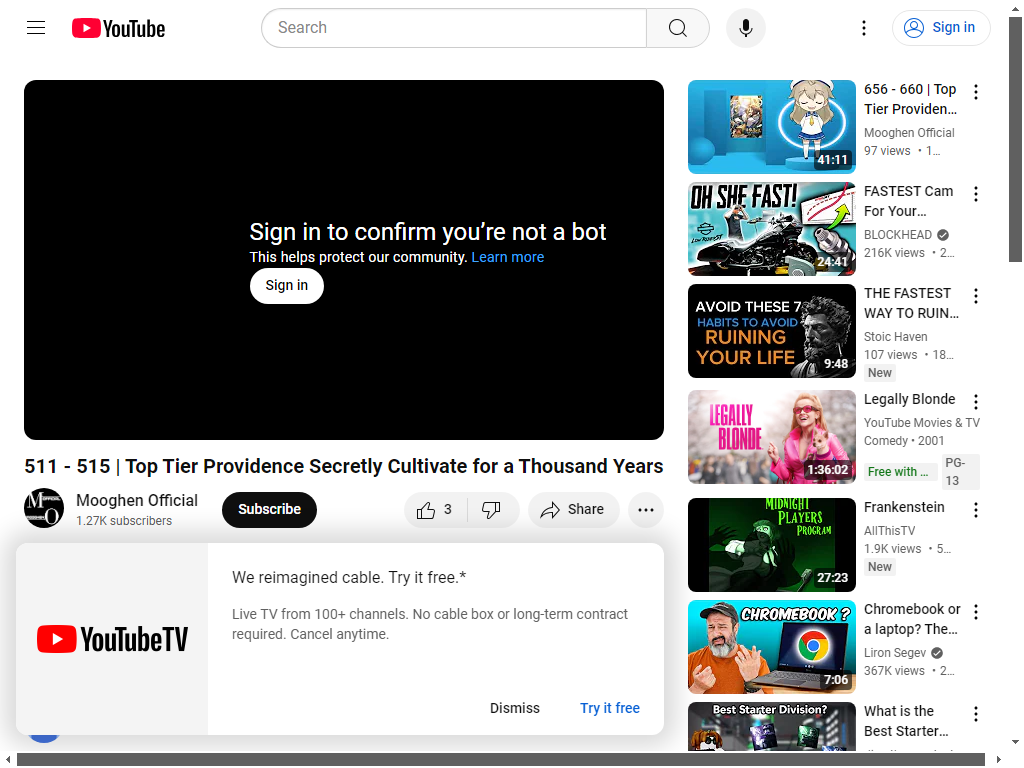 YouTube
Search
Sign in
Sign in to confirm you’re not a bot
This helps protect our community. Learn more
Sign in
511 - 515 | Top Tier Providence Secretly Cultivate for a Thousand Years
Mooghen Official
1.27K subscribers
Subscribe
3
Share
We reimagined cable. Try it free.*
Live TV from 100+ channels. No cable box or long-term contract
required. Cancel anytime.
YouTubeTV
Dismiss
Try it free
41:11
656 - 660 | Top
Tier Providen...
Mooghen Official
97 views • 1...
OH SHE FAST!
LOW RIDER ST
24:41
FASTEST Cam
For Your...
BLOCKHEAD
216K views • 2...
AVOID THESE 7
HABITS TO AVOID
RUINING
YOUR LIFE
9:48
THE FASTEST
WAY TO RUIN...
Stoic Haven
107 views • 18...
New
LEGALLY
BLONDE
1:36:02
Legally Blonde
YouTube Movies & TV
Comedy • 2001
Free with ...
PG-
13
MIDNIGHT
PLAYERS
PROGRAM
27:23
Frankenstein
AllThisTV
1.9K views • 5...
New
CHROMEBOOK ?
7:06
Chromebook or
a laptop? The...
Liron Segev
367K views • 2...
Best Starter Division?
What is the
Best Starter...